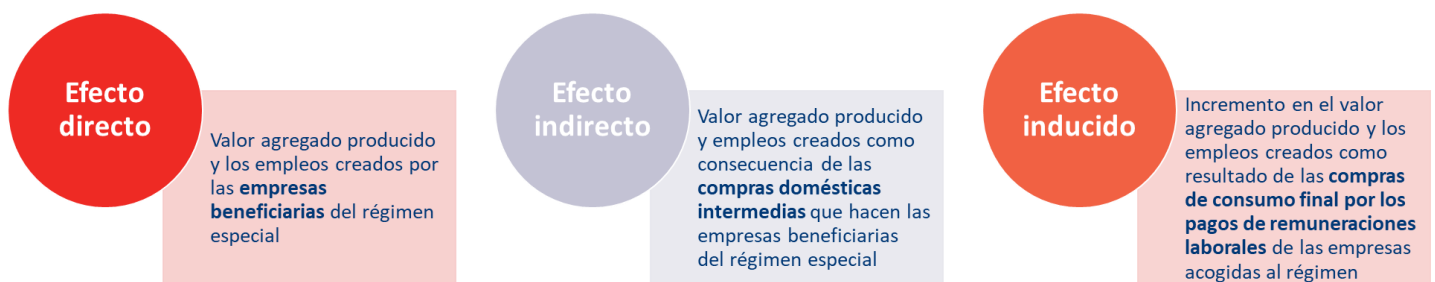 Efecto
directo
Valor agregado producido
y los empleos creados por
las empresas
beneficiarias del régimen
especial
Efecto
indirecto
Valor agregado producido
y empleos creados como
consecuencia de las
compras domésticas
intermedias que hacen las
empresas beneficiarias
del régimen especial
Efecto
inducido
Incremento en el valor
agregado producido y los
empleos creados como
resultado de las compras
de consumo final por los
pagos de remuneraciones
laborales de las empresas
acogidas al régimen